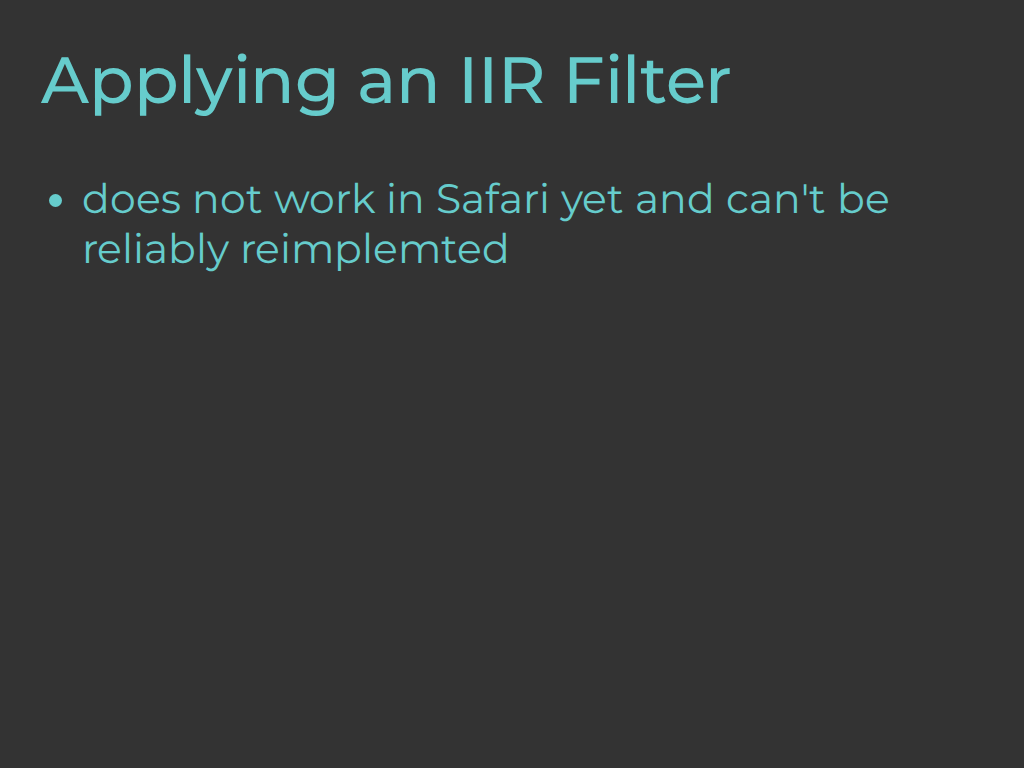 Applying an IIR Filter
• does not work in Safari yet and can't be
reliably reimplemted